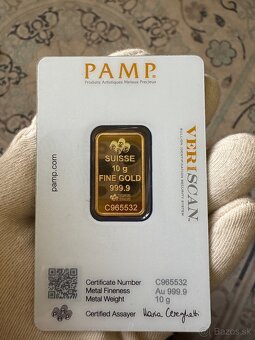 PAMP.
Produits Artistiques Métaux Précieux
VERISCAN
pamp.com
SUISSE
10 g
FINE GOLD
999.9
C965532
Certificate Number C965532
Metal Fineness Au 999.9
Metal Weight 10 g
Certified Assayer
bazar.sk